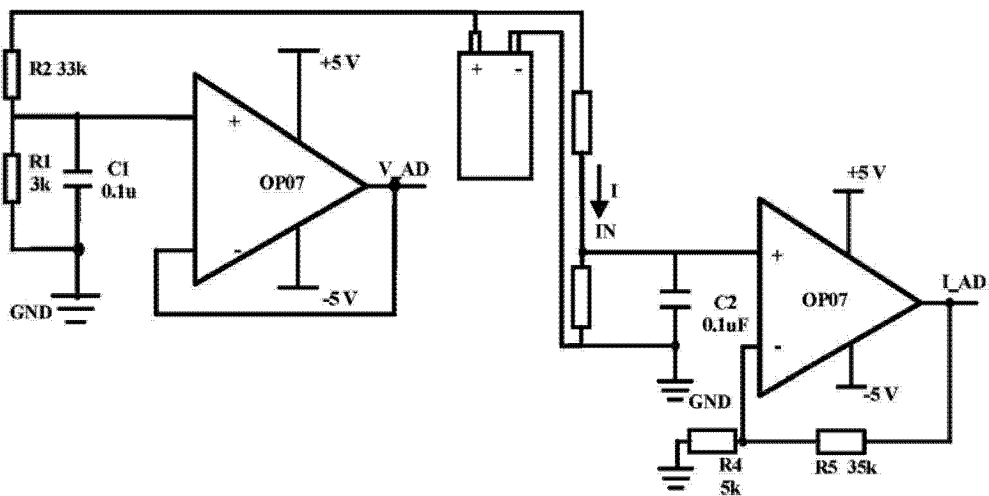 R2 33k
R1
3k
C1
0.1u
GND
+
-
OP07
+5 V
-5 V
V_AD
+ -
I
IN
C2
0.1uF
GND
+
-
OP07
+5 V
-5 V
I_AD
R4
5k
R5 35k